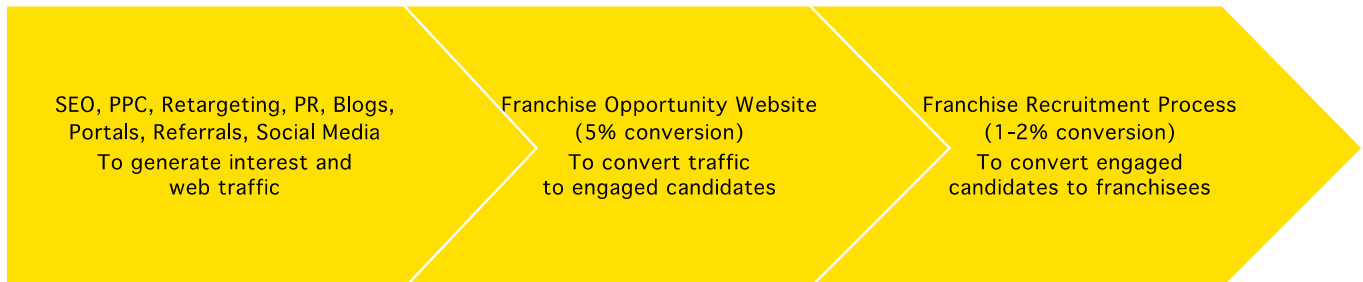 SEO, PPC, Retargeting, PR, Blogs,
Portals, Referrals, Social Media
To generate interest and
web traffic
Franchise Opportunity Website
(5% conversion)
To convert traffic
to engaged candidates
Franchise Recruitment Process
(1-2% conversion)
To convert engaged
candidates to franchisees